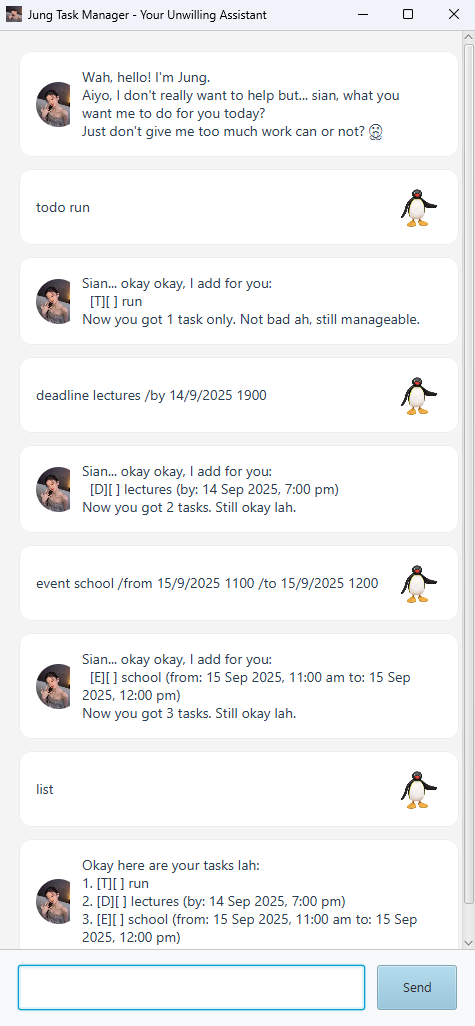 Jung Task Manager - Your Unwilling Assistant
Wah, hello! I'm Jung.
Aiyo, I don't really want to help but... sian, what you
want me to do for you today?
Just don't give me too much work can or not? 😩
todo run
Sian... okay okay, I add for you:
[T][ ] run
Now you got 1 task only. Not bad ah, still manageable.
deadline lectures /by 14/9/2025 1900
Sian... okay okay, I add for you:
[D][ ] lectures (by: 14 Sep 2025, 7:00 pm)
Now you got 2 tasks. Still okay lah.
event school /from 15/9/2025 1100 /to 15/9/2025 1200
Sian... okay okay, I add for you:
[E][ ] school (from: 15 Sep 2025, 11:00 am to: 15 Sep
2025, 12:00 pm)
Now you got 3 tasks. Still okay lah.
list
Okay here are your tasks lah:
1. [T][ ] run
2. [D][ ] lectures (by: 14 Sep 2025, 7:00 pm)
3. [E][ ] school (from: 15 Sep 2025, 11:00 am to: 15 Sep
2025, 12:00 pm)
Send